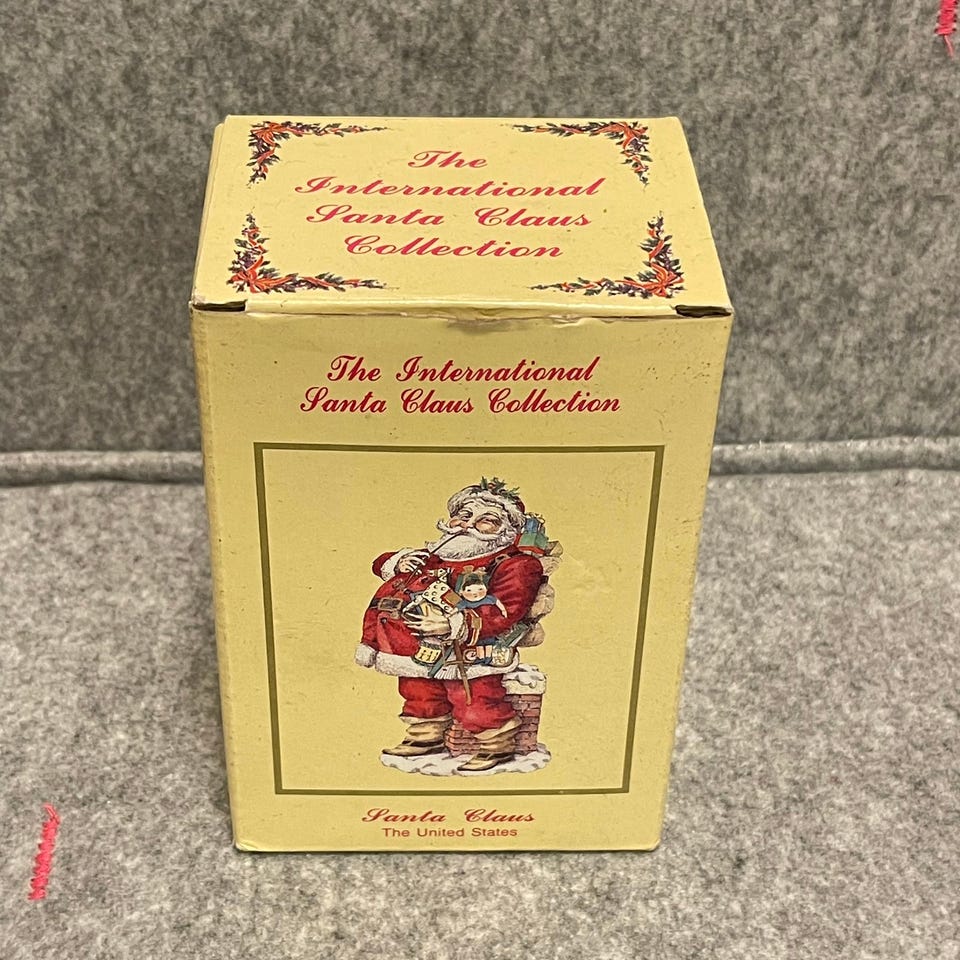 The
International
Santa Claus
Collection
The International
Santa Claus Collection
Santa Claus
The United States